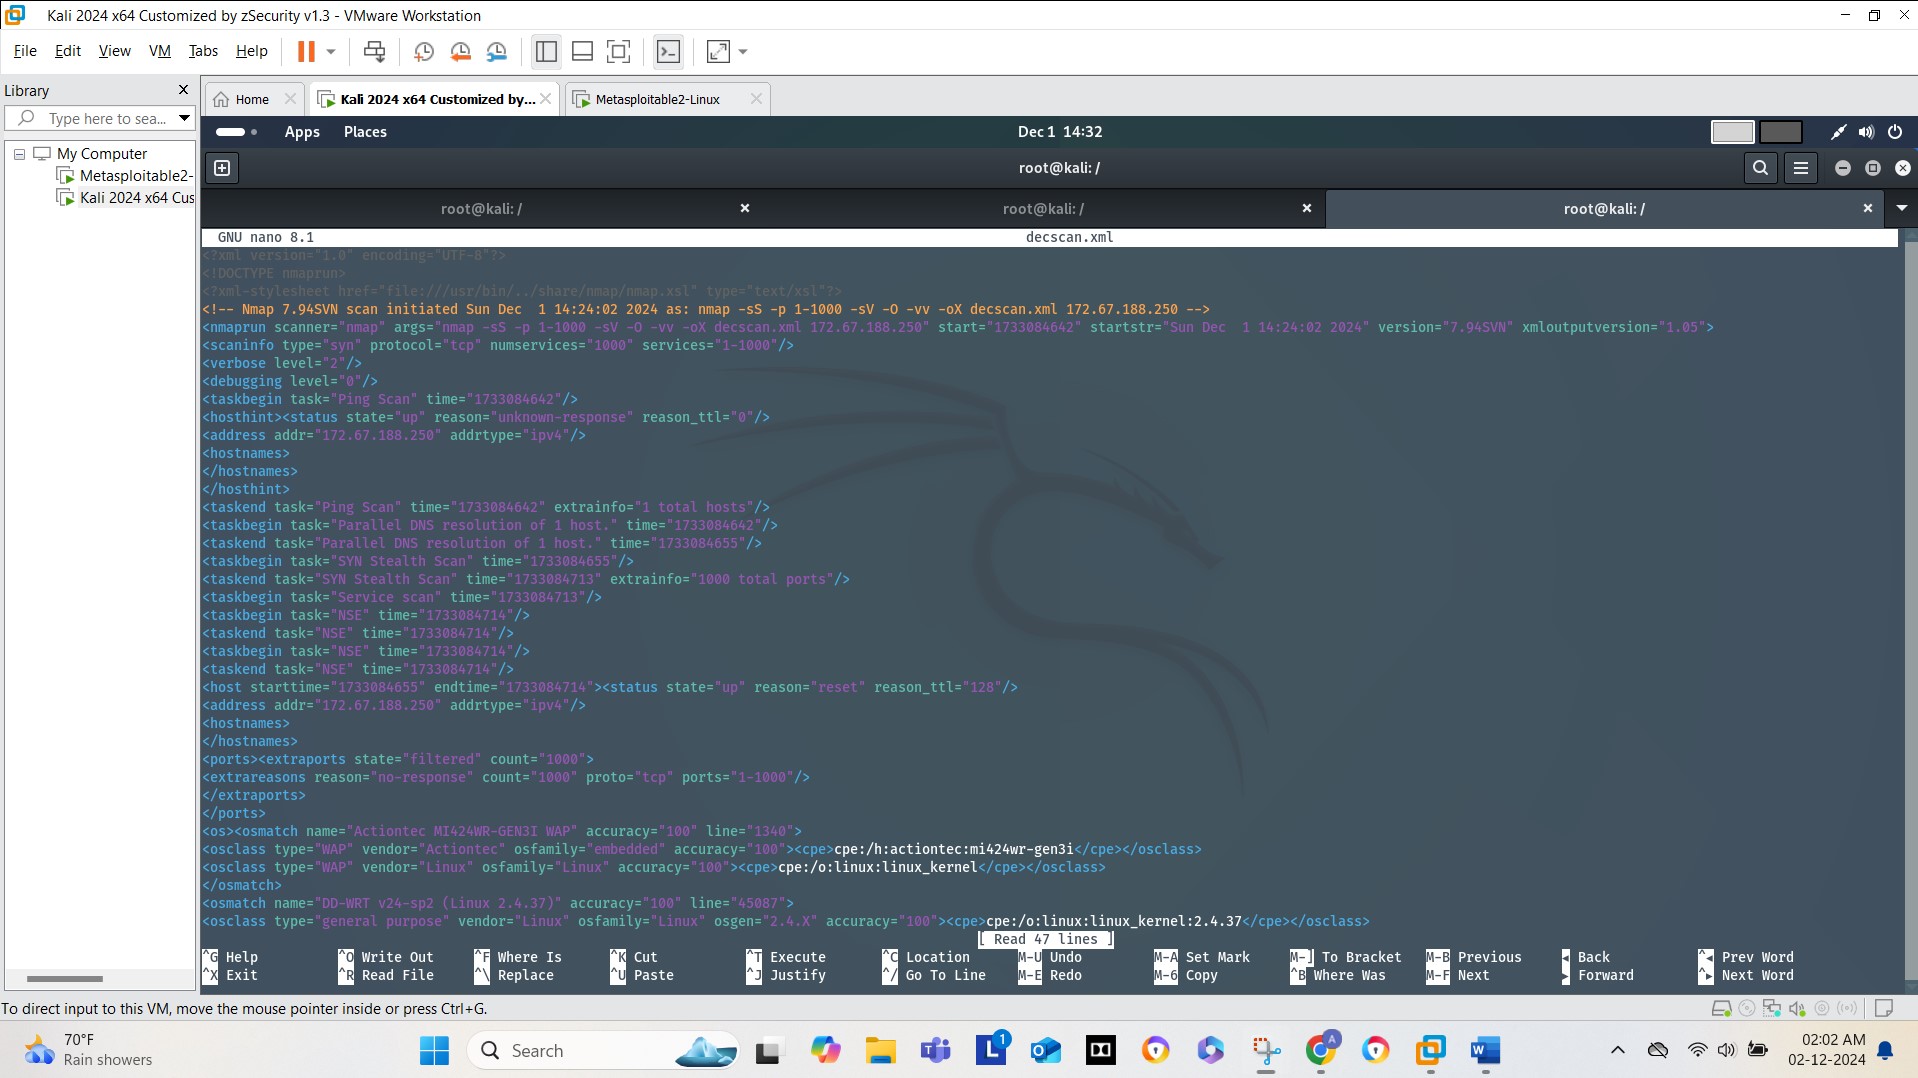 Kali 2024 x64 Customized by zSecurity v1.3 - VMware Workstation
File Edit View VM Tabs Help
Library
Type here to sea...
My Computer
Metasploitable2-
Kali 2024 x64 Cus
Home
Kali 2024 x64 Customized by...
Metasploitable2-Linux
Apps Places
Dec 1 14:32
root@kali: /
root@kali: /
root@kali: /
root@kali: /
GNU nano 8.1 decscan.xml
<?xml version="1.0" encoding="UTF-8"?>
<!DOCTYPE nmaprun>
<?xml-stylesheet href="file:///usr/bin/../share/nmap/nmap.xsl" type="text/xsl"?>
<!-- Nmap 7.94SVN scan initiated Sun Dec  1 14:24:02 2024 as: nmap -sS -p 1-1000 -sV -O -vv -oX decscan.xml 172.67.188.250 -->
<nmaprun scanner="nmap" args="nmap -sS -p 1-1000 -sV -O -vv -oX decscan.xml 172.67.188.250" start="1733084642" startstr="Sun Dec  1 14:24:02 2024" version="7.94SVN" xmloutputversion="1.05">
<scaninfo type="syn" protocol="tcp" numservices="1000" services="1-1000"/>
<verbose level="2"/>
<debugging level="0"/>
<taskbegin task="Ping Scan" time="1733084642"/>
<hosthint><status state="up" reason="unknown-response" reason_ttl="0"/>
<address addr="172.67.188.250" addrtype="ipv4"/>
<hostnames>
</hostnames>
</hosthint>
<taskend task="Ping Scan" time="1733084642" extrainfo="1 total hosts"/>
<taskbegin task="Parallel DNS resolution of 1 host." time="1733084642"/>
<taskend task="Parallel DNS resolution of 1 host." time="1733084655"/>
<taskbegin task="SYN Stealth Scan" time="1733084655"/>
<taskend task="SYN Stealth Scan" time="1733084713" extrainfo="1000 total ports"/>
<taskbegin task="Service scan" time="1733084713"/>
<taskbegin task="NSE" time="1733084714"/>
<taskend task="NSE" time="1733084714"/>
<taskbegin task="NSE" time="1733084714"/>
<taskend task="NSE" time="1733084714"/>
<host starttime="1733084655" endtime="1733084714"><status state="up" reason="reset" reason_ttl="128"/>
<address addr="172.67.188.250" addrtype="ipv4"/>
<hostnames>
</hostnames>
<ports><extraports state="filtered" count="1000">
<extrareasons reason="no-response" count="1000" proto="tcp" ports="1-1000"/>
</extraports>
</ports>
<os><osmatch name="Actiontec MI424WR-GEN3I WAP" accuracy="100" line="1340">
<osclass type="WAP" vendor="Actiontec" osfamily="embedded" accuracy="100"><cpe>cpe:/h:actiontec:mi424wr-gen3i</cpe></osclass>
<osclass type="WAP" vendor="Linux" osfamily="Linux" accuracy="100"><cpe>cpe:/o:linux:linux_kernel</cpe></osclass>
</osmatch>
<osmatch name="DD-WRT v24-sp2 (Linux 2.4.37)" accuracy="100" line="45087">
<osclass type="general purpose" vendor="Linux" osfamily="Linux" osgen="2.4.X" accuracy="100"><cpe>cpe:/o:linux:linux_kernel:2.4.37</cpe></osclass>
[ Read 47 lines ]
^G Help ^O Write Out ^F Where Is ^K Cut ^T Execute ^C Location M-U Undo M-A Set Mark M-] To Bracket M-B Previous ◂ Back ^◂ Prev Word
^X Exit ^R Read File ^\ Replace ^U Paste ^J Justify ^/ Go To Line M-E Redo M-6 Copy ^B Where Was M-F Next ▸ Forward ^▸ Next Word
To direct input to this VM, move the mouse pointer inside or press Ctrl+G.
70°F
Rain showers
Search
1
A
02:02 AM
02-12-2024